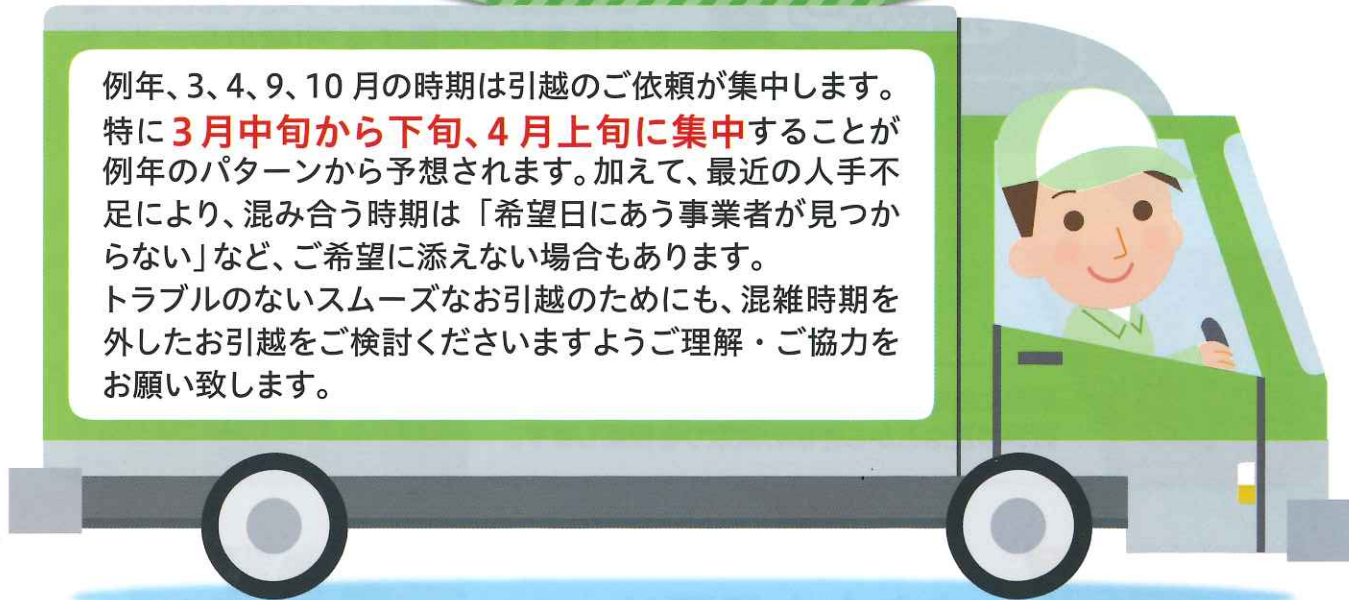 例年、3、4、9、10 月の時期は引越のご依頼が集中します。
特に3月中旬から下旬、4月上旬に集中することが
例年のパターンから予想されます。加えて、最近の人手不
足により、混み合う時期は「希望日にあう事業者が見つか
らない」など、ご希望に添えない場合もあります。
トラブルのないスムーズなお引越のためにも、混雑時期を
外したお引越をご検討くださいますようご理解・ご協力を
お願い致します。